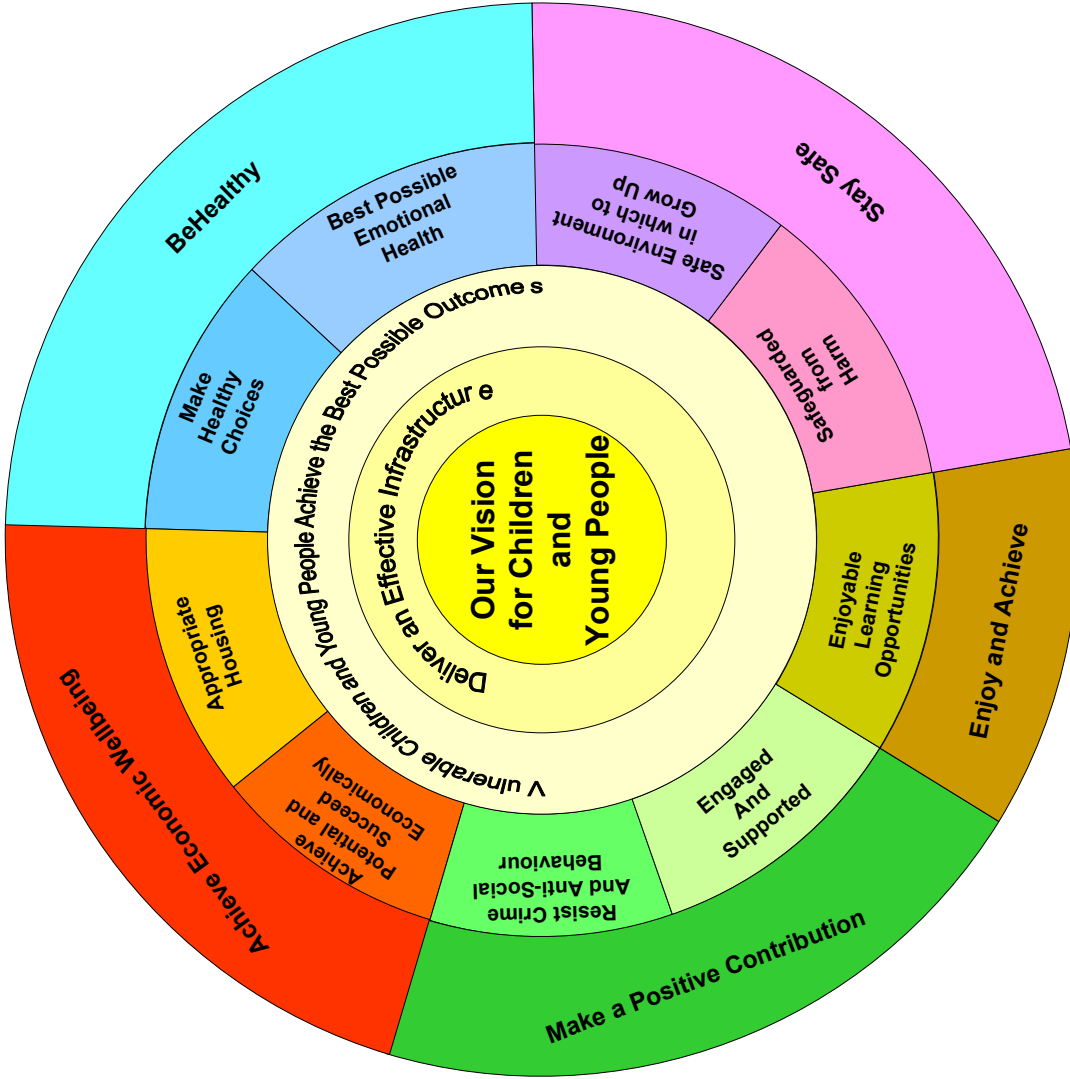 Our Vision
for Children
and
Young People
Deliver an Effective Infrastructure
Vulnerable Children and Young People Achieve the Best Possible Outcomes
BeHealthy
Best Possible
Emotional
Health
Make
Healthy
Choices
Stay Safe
Safe Environment
in which to
Grow Up
Safeguarded
from
Harm
Enjoy and Achieve
Enjoyable
Learning
Opportunities
Make a Positive Contribution
Engaged
And
Supported
Resist Crime
And Anti-Social
Behaviour
Achieve Economic Wellbeing
Achieve
Potential and
Succeed
Economically
Appropriate
Housing